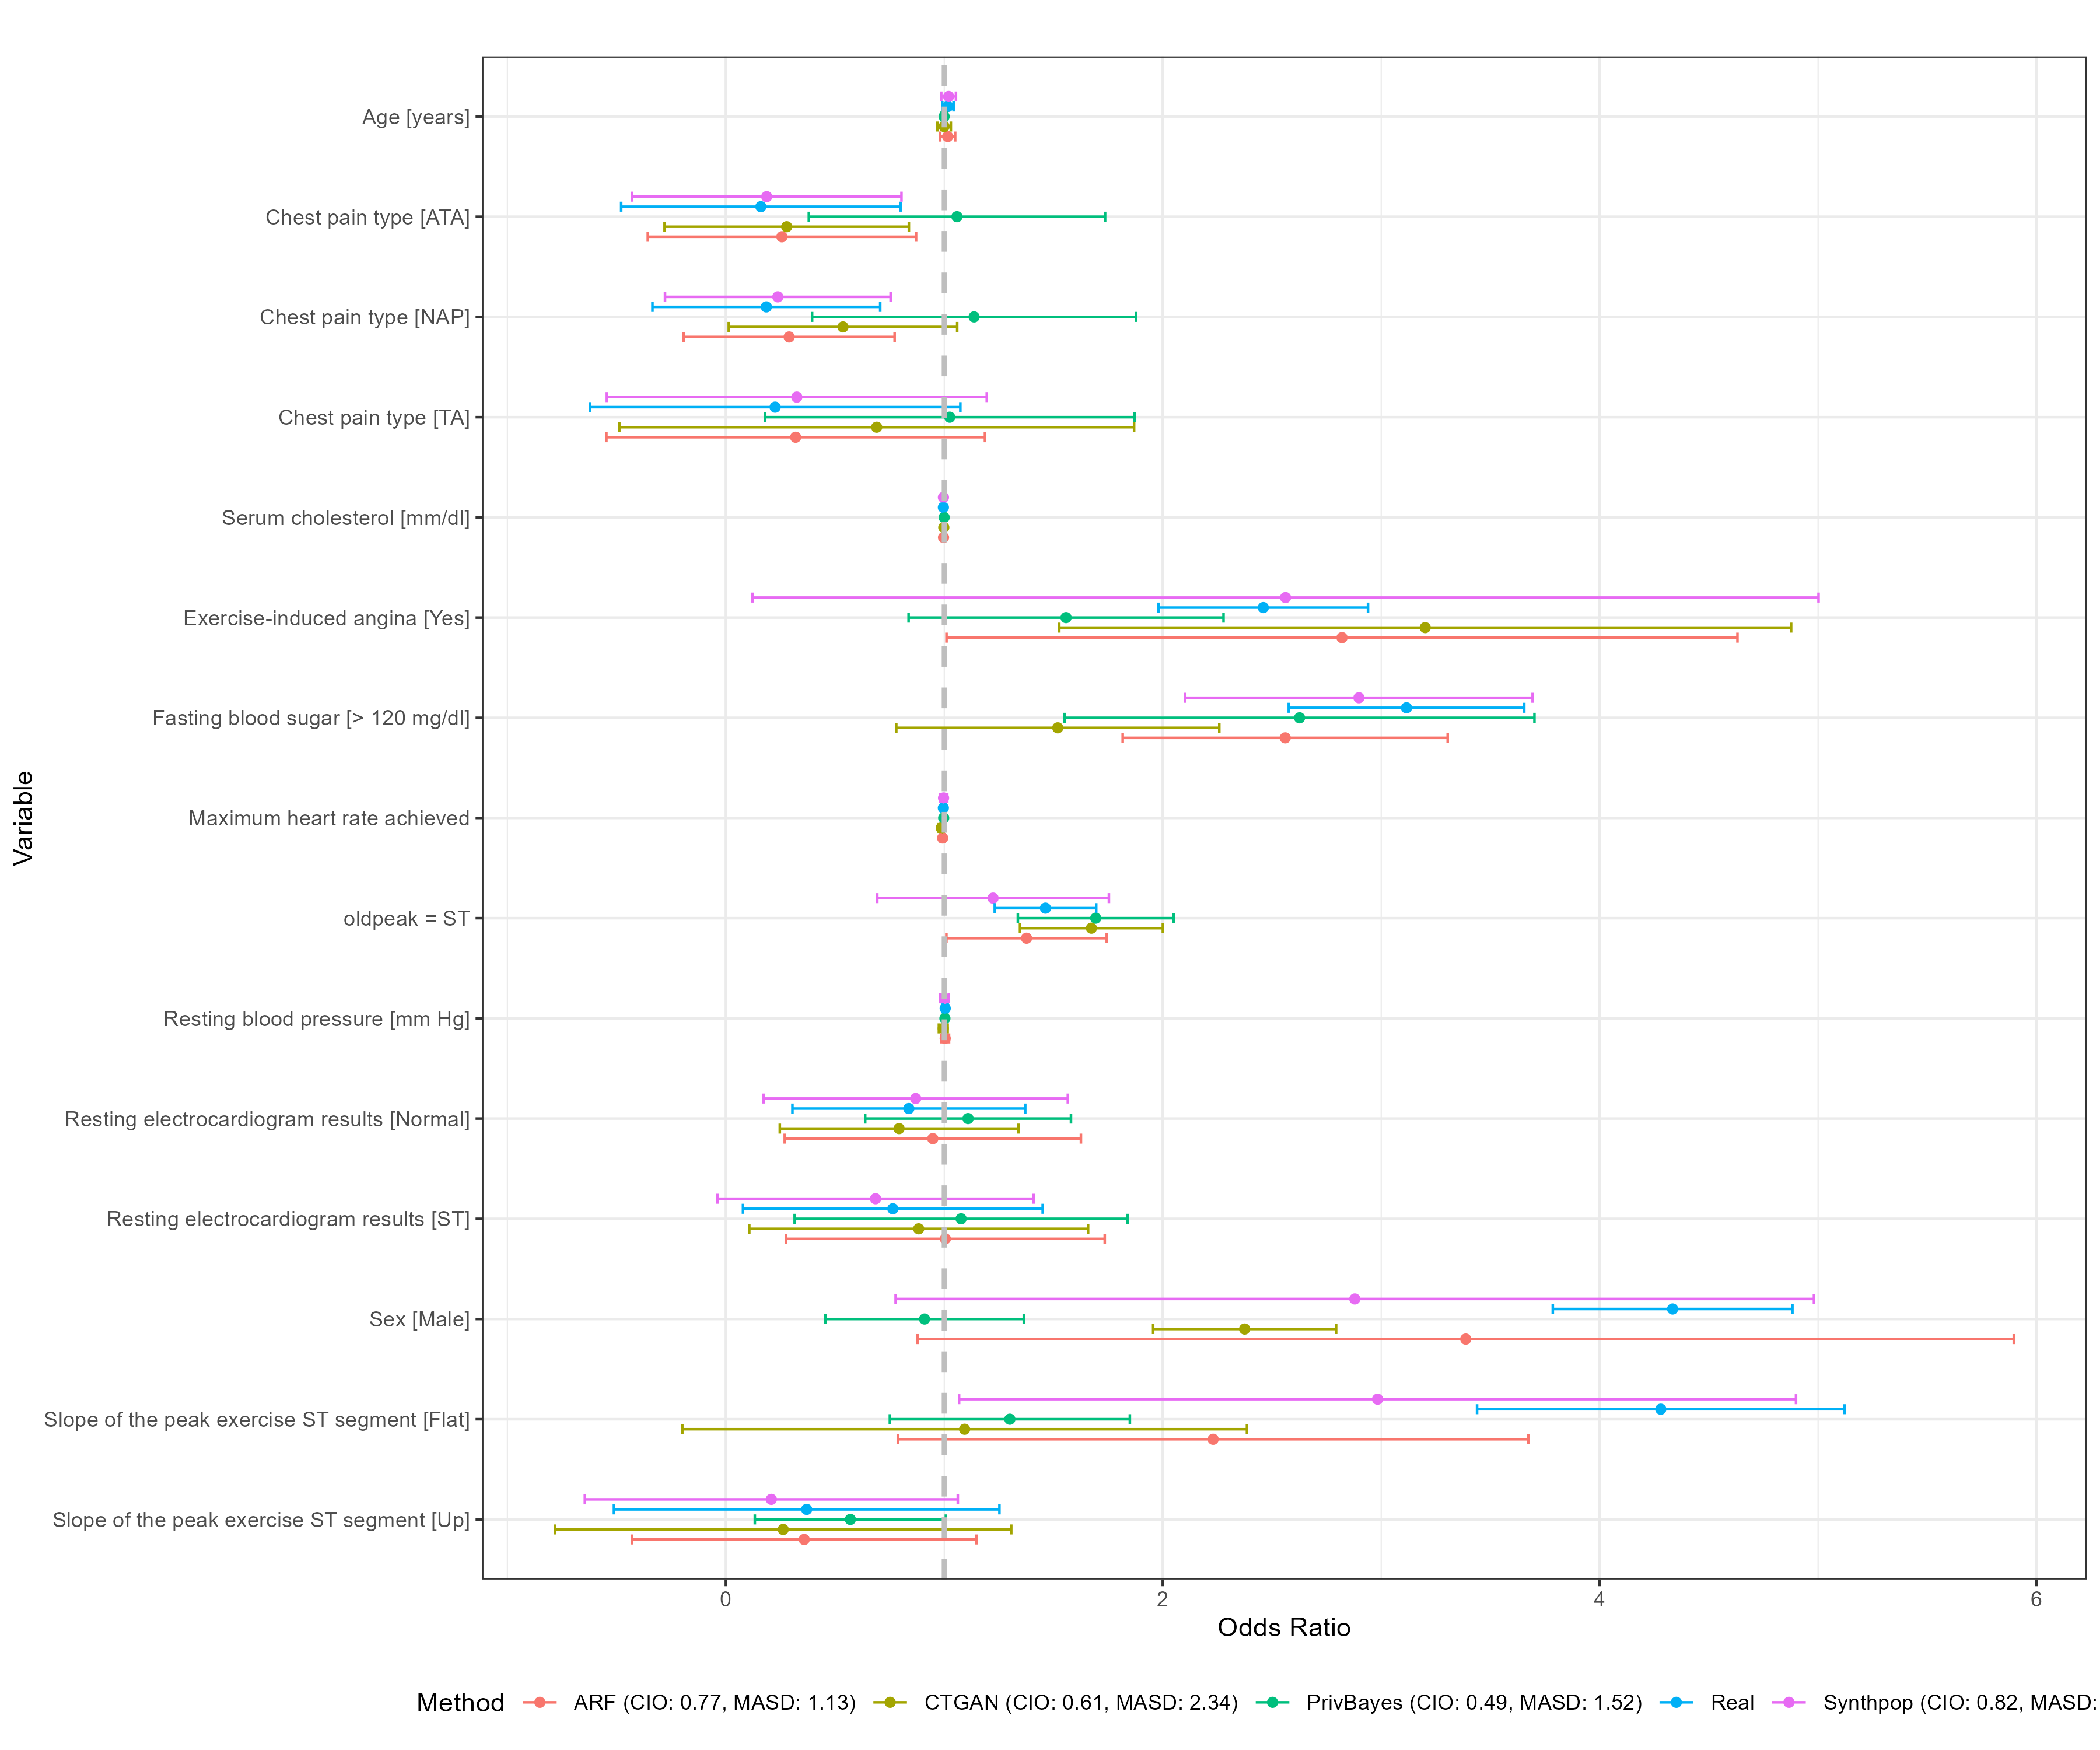 Age [years]
Chest pain type [ATA]
Chest pain type [NAP]
Chest pain type [TA]
Serum cholesterol [mm/dl]
Exercise-induced angina [Yes]
Fasting blood sugar [> 120 mg/dl]
Maximum heart rate achieved
oldpeak = ST
Resting blood pressure [mm Hg]
Resting electrocardiogram results [Normal]
Resting electrocardiogram results [ST]
Sex [Male]
Slope of the peak exercise ST segment [Flat]
Slope of the peak exercise ST segment [Up]
Variable
0 2 4 6
Odds Ratio
Method ARF (CIO: 0.77, MASD: 1.13) CTGAN (CIO: 0.61, MASD: 2.34) PrivBayes (CIO: 0.49, MASD: 1.52) Real Synthpop (CIO: 0.82, MASD: